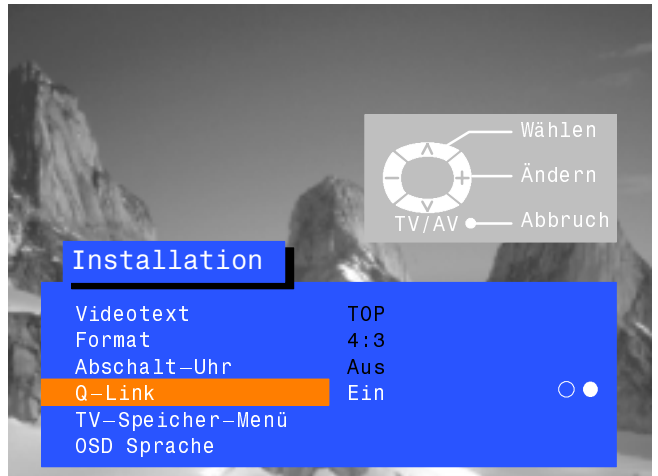 Wählen
Ändern
TV/AV Abbruch
Installation
Videotext TOP
Format 4:3
Abschalt–Uhr Aus
Q–Link Ein
TV–Speicher–Menü
OSD Sprache